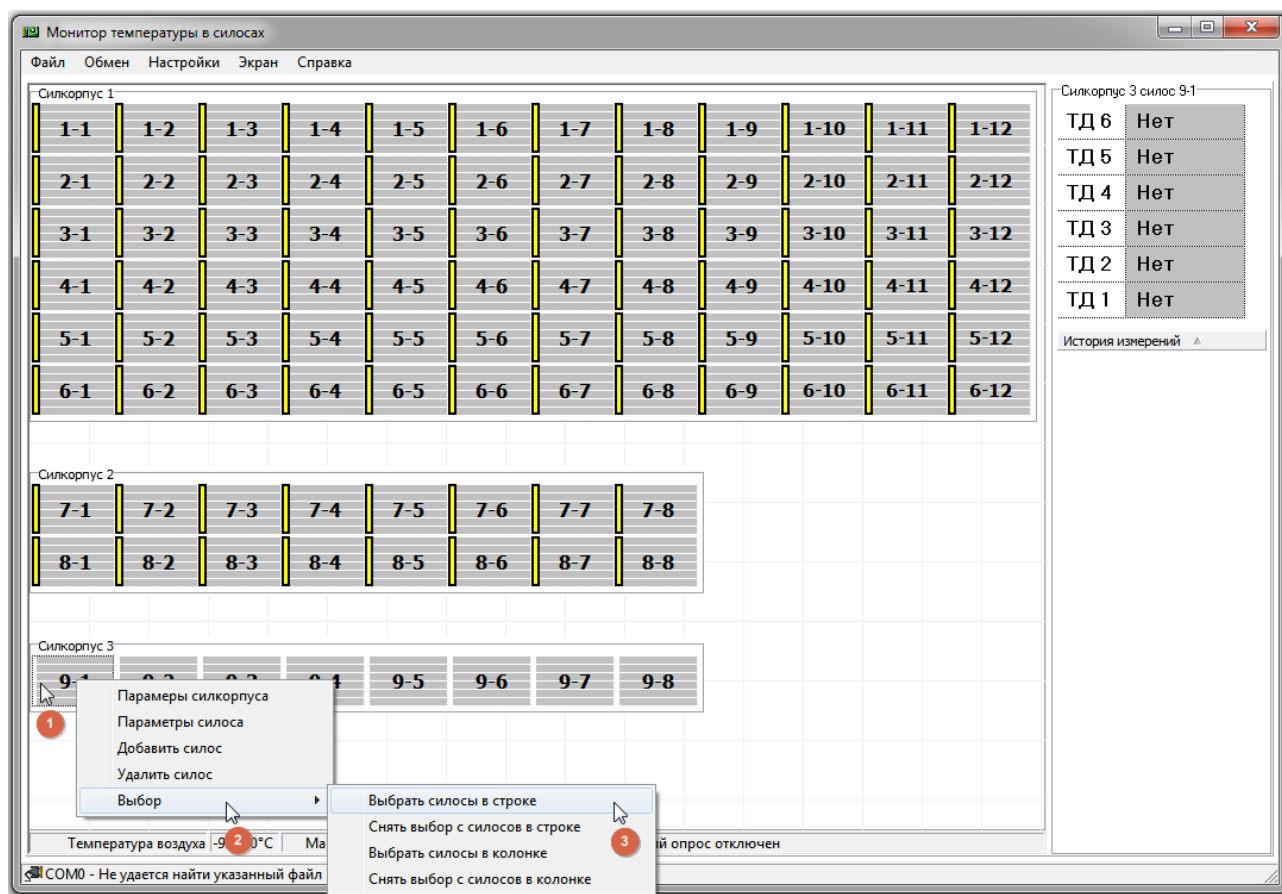 Монитор температуры в силосах
Файл Обмен Настройки Экран Справка
Силкорпус 1
1-1 1-2 1-3 1-4 1-5 1-6 1-7 1-8 1-9 1-10 1-11 1-12
2-1 2-2 2-3 2-4 2-5 2-6 2-7 2-8 2-9 2-10 2-11 2-12
3-1 3-2 3-3 3-4 3-5 3-6 3-7 3-8 3-9 3-10 3-11 3-12
4-1 4-2 4-3 4-4 4-5 4-6 4-7 4-8 4-9 4-10 4-11 4-12
5-1 5-2 5-3 5-4 5-5 5-6 5-7 5-8 5-9 5-10 5-11 5-12
6-1 6-2 6-3 6-4 6-5 6-6 6-7 6-8 6-9 6-10 6-11 6-12
Силкорпус 2
7-1 7-2 7-3 7-4 7-5 7-6 7-7 7-8
8-1 8-2 8-3 8-4 8-5 8-6 8-7 8-8
Силкорпус 3
9-5 9-6 9-7 9-8
1
Парамеры силкорпуса
Параметры силоса
Добавить силос
Удалить силос
Выбор
2
Выбрать силосы в строке
Снять выбор с силосов в строке
Выбрать силосы в колонке
Снять выбор с силосов в колонке
3
Температура воздуха
опрос отключен
COM0 - Не удается найти указанный файл
Силкорпус 3 силос 9-1
ТД 6 Нет
ТД 5 Нет
ТД 4 Нет
ТД 3 Нет
ТД 2 Нет
ТД 1 Нет
История измерений